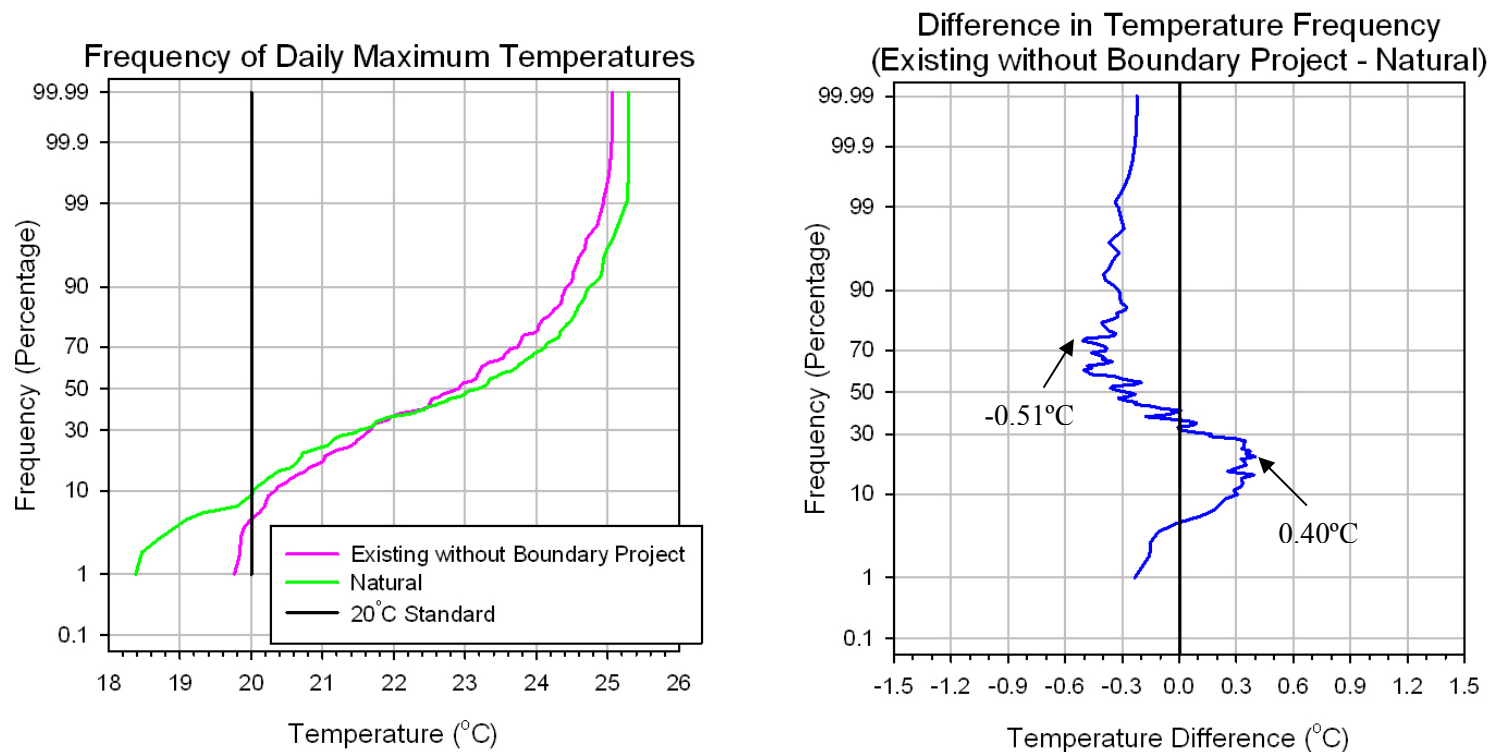 Frequency of Daily Maximum Temperatures
99.99
99.9
99
90
70
50
30
10
1
0.1
Frequency (Percentage)
Existing without Boundary Project
Natural
20°C Standard
18 19 20 21 22 23 24 25 26
Temperature (°C)
Difference in Temperature Frequency
(Existing without Boundary Project - Natural)
99.99
99.9
99
90
70
50
30
10
1
0.1
Frequency (Percentage)
-0.51ºC
0.40ºC
-1.5 -1.2 -0.9 -0.6 -0.3 0.0 0.3 0.6 0.9 1.2 1.5
Temperature Difference (°C)